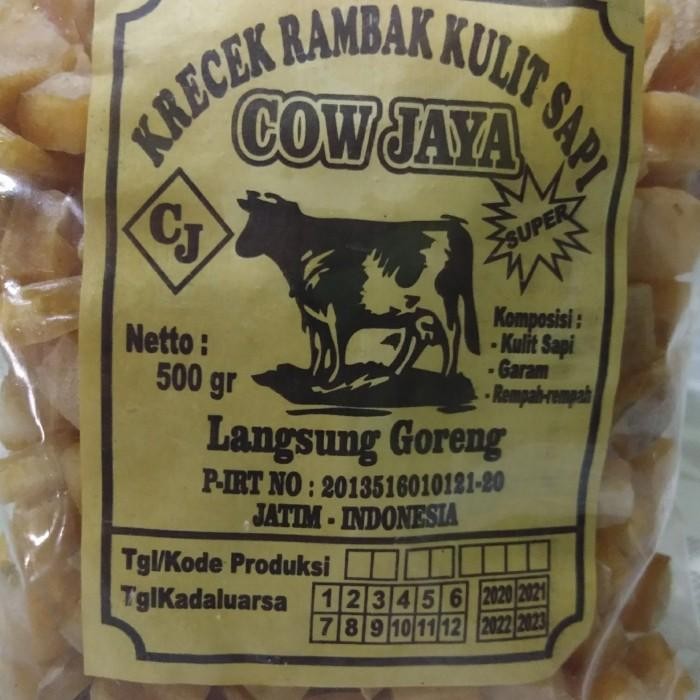 KRECEK RAMBAK KULIT SAPI
COW JAYA
CJ
SUPER
Netto :
500 gr
Komposisi :
- Kulit Sapi
- Garam
- Rempah-rempah
Langsung Goreng
P-IRT NO : 2013516010121-20
JATIM - INDONESIA
Tgl/Kode Produksi
TglKadaluarsa
1 2 3 4 5 6 2020 2021
7 8 9 10 11 12 2022 2023